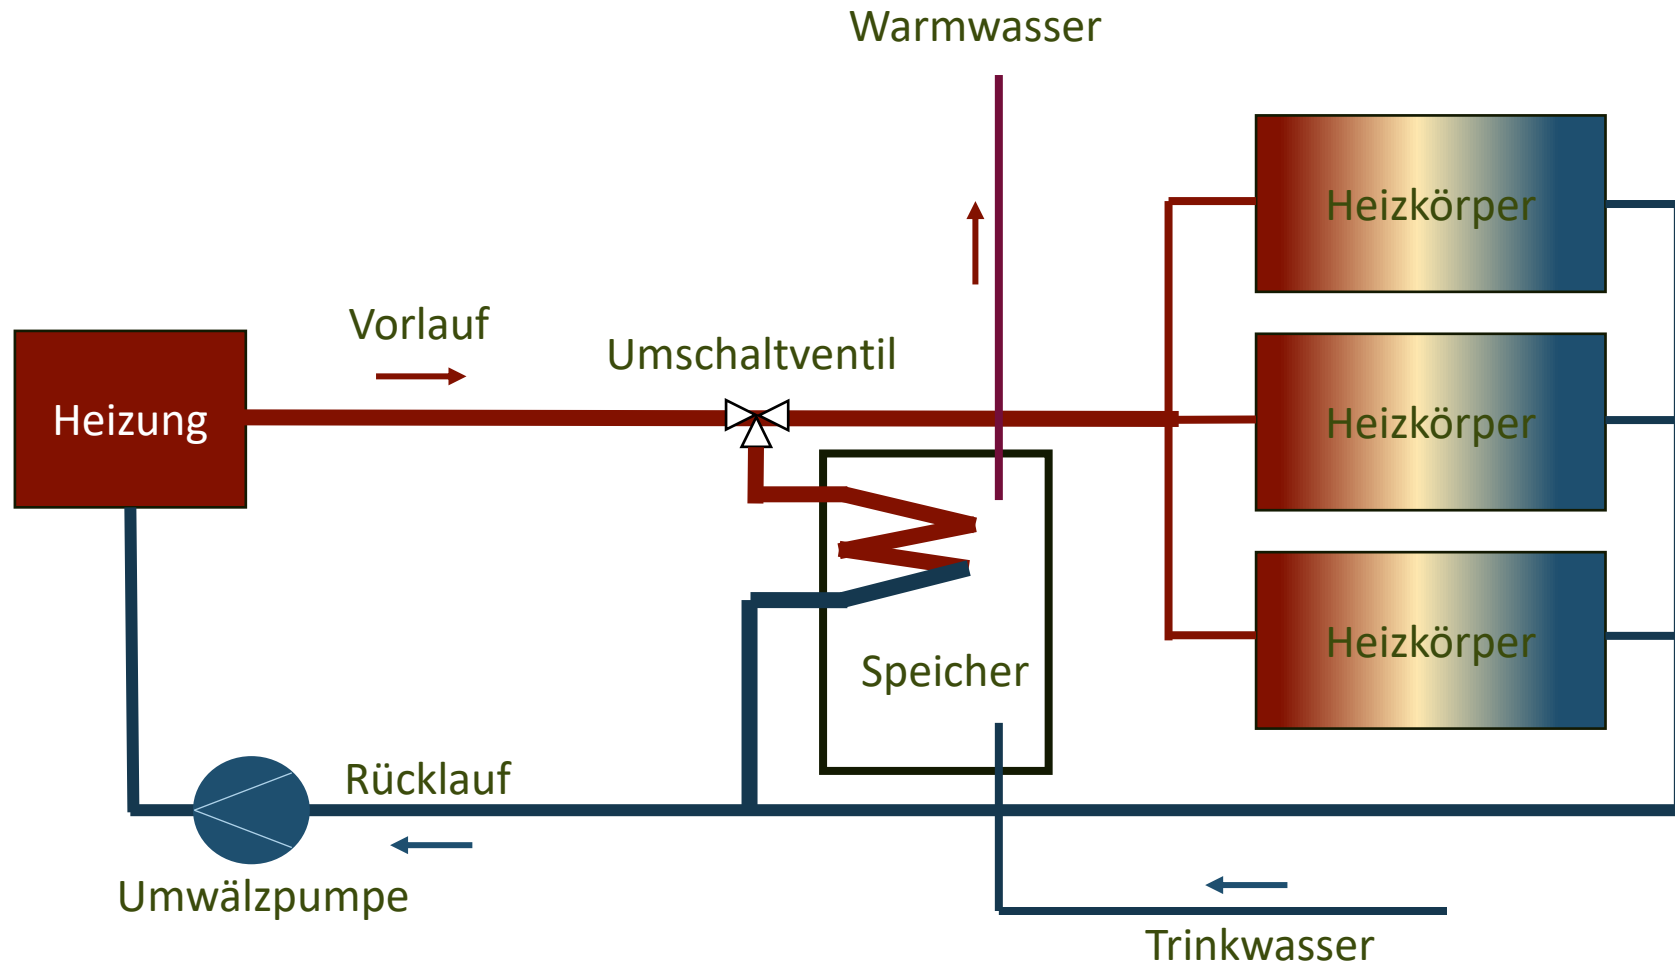 Warmwasser
Heizkörper
Vorlauf
Umschaltventil
Heizung
Heizkörper
Heizkörper
Speicher
Rücklauf
Umwälzpumpe
Trinkwasser